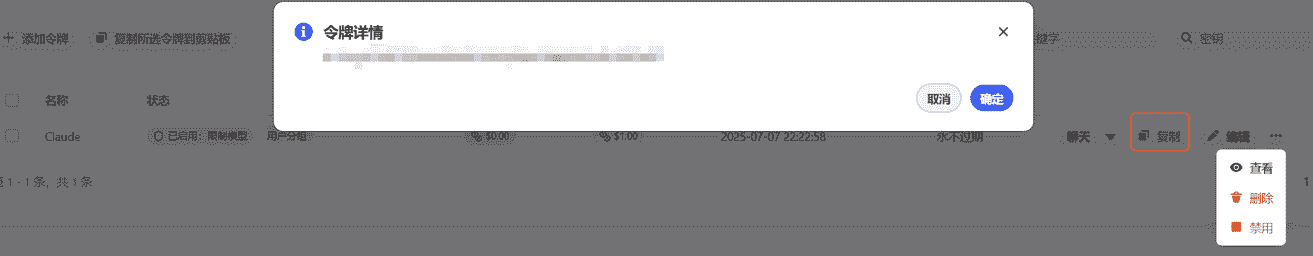 令牌详情
取消 确定
添加令牌 复制所选令牌到剪贴板 键字 密钥
名称 状态
Claude 已启用：限制模型 用户分组 $0.00 $1.00 2025-07-07 22:22:58 永不过期 聊天 复制 编辑
查看
第 1 - 1 条，共 1 条 1
删除
禁用